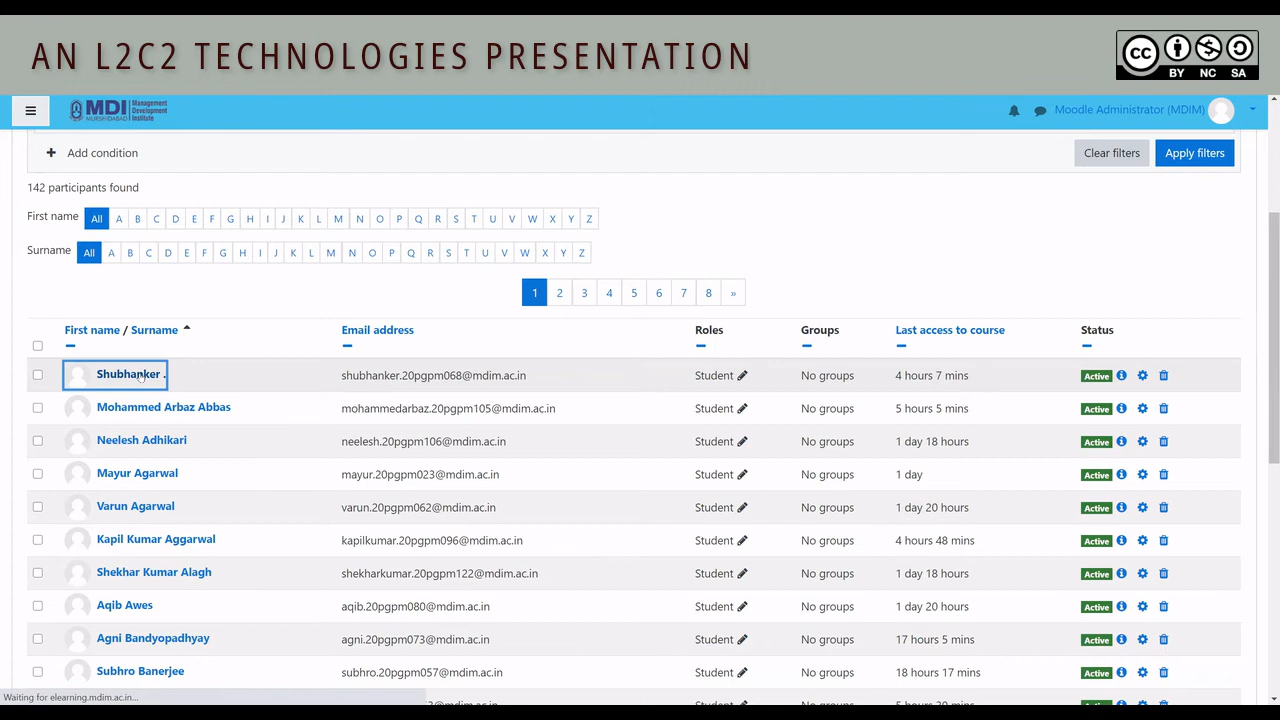 AN L2C2 TECHNOLOGIES PRESENTATION
CC BY NC SA
MDI Management Development Institute
MURSHIDABAD
Moodle Administrator (MDIM)
Add condition
Clear filters Apply filters
142 participants found
First name All A B C D E F G H I J K L M N O P Q R S T U V W X Y Z
Surname All A B C D E F G H I J K L M N O P Q R S T U V W X Y Z
1 2 3 4 5 6 7 8 »
First name / Surname Email address Roles Groups Last access to course Status
Shubhanker . shubhanker.20pgpm068@mdim.ac.in Student No groups 4 hours 7 mins Active
Mohammed Arbaz Abbas mohammedarbaz.20pgpm105@mdim.ac.in Student No groups 5 hours 5 mins Active
Neelesh Adhikari neelesh.20pgpm106@mdim.ac.in Student No groups 1 day 18 hours Active
Mayur Agarwal mayur.20pgpm023@mdim.ac.in Student No groups 1 day Active
Varun Agarwal varun.20pgpm062@mdim.ac.in Student No groups 1 day 20 hours Active
Kapil Kumar Aggarwal kapilkumar.20pgpm096@mdim.ac.in Student No groups 4 hours 48 mins Active
Shekhar Kumar Alagh shekharkumar.20pgpm122@mdim.ac.in Student No groups 1 day 18 hours Active
Aqib Awes aqib.20pgpm080@mdim.ac.in Student No groups 1 day 20 hours Active
Agni Bandyopadhyay agni.20pgpm073@mdim.ac.in Student No groups 17 hours 5 mins Active
Subhro Banerjee subhro.20pgpm057@mdim.ac.in Student No groups 18 hours 17 mins Active
Waiting for elearning.mdim.ac.in...